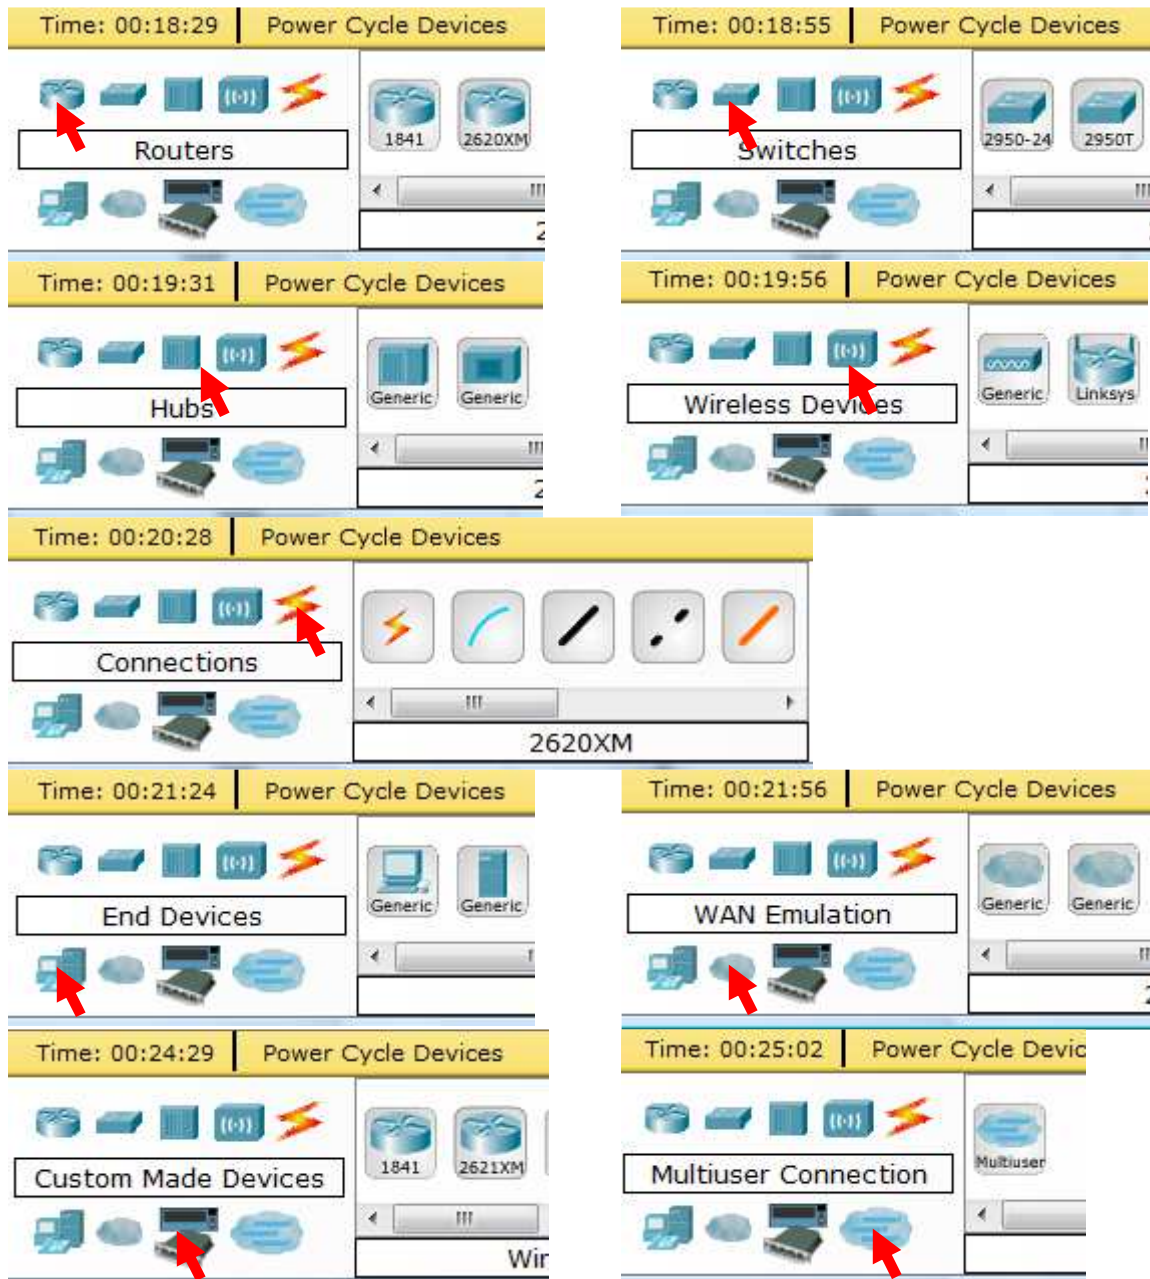 Time: 00:18:29 Power Cycle Devices
Routers
1841 2620XM
Time: 00:18:55 Power Cycle Devices
Switches
2950-24 2950T
Time: 00:19:31 Power Cycle Devices
Hubs
Generic Generic
Time: 00:19:56 Power Cycle Devices
Wireless Devices
Generic Linksys
Time: 00:20:28 Power Cycle Devices
Connections
2620XM
Time: 00:21:24 Power Cycle Devices
End Devices
Generic Generic
Time: 00:21:56 Power Cycle Devices
WAN Emulation
Generic Generic
Time: 00:24:29 Power Cycle Devices
Custom Made Devices
1841 2621XM
Wir
Time: 00:25:02 Power Cycle Devic
Multiuser Connection
Multiuser